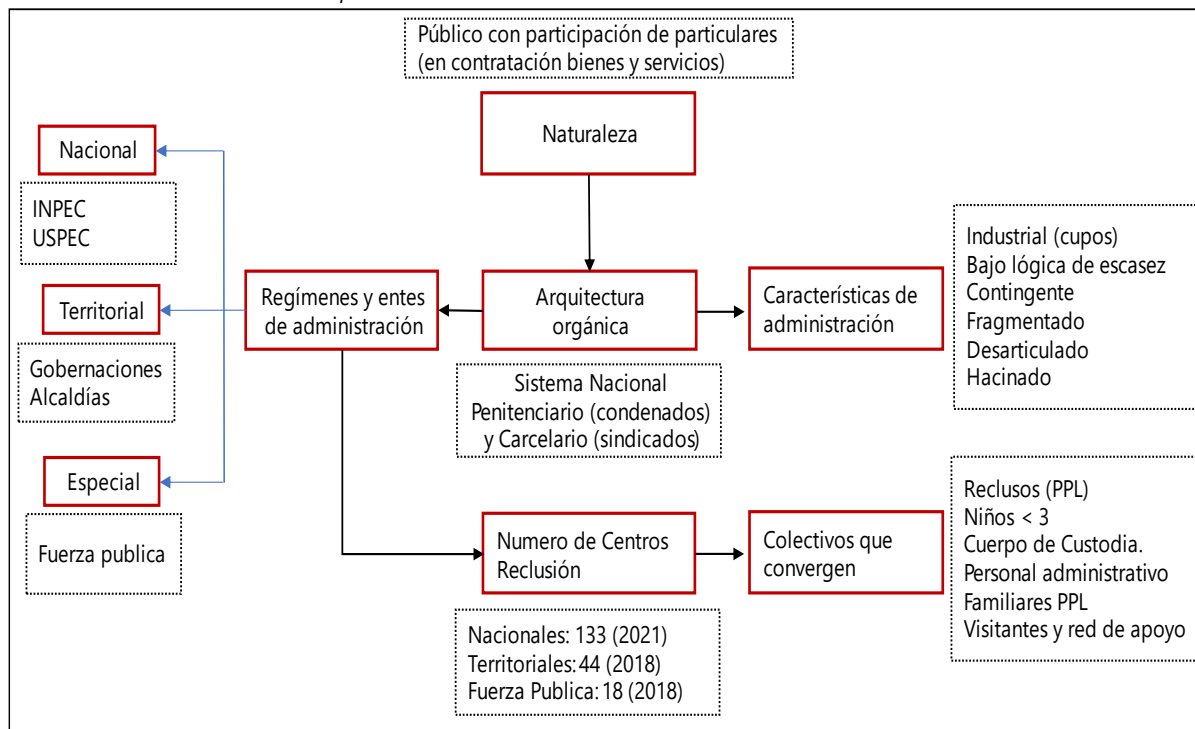 Público con participación de particulares
(en contratación bienes y servicios)
Naturaleza
Nacional
INPEC
USPEC
Territorial
Gobernaciones
Alcaldías
Especial
Fuerza publica
Regímenes y entes
de administración
Arquitectura
orgánica
Sistema Nacional
Penitenciario (condenados)
y Carcelario (sindicados)
Características de
administración
Industrial (cupos)
Bajo lógica de escasez
Contingente
Fragmentado
Desarticulado
Hacinado
Numero de Centros
Reclusión
Nacionales: 133 (2021)
Territoriales: 44 (2018)
Fuerza Publica: 18 (2018)
Colectivos que
convergen
Reclusos (PPL)
Niños < 3
Cuerpo de Custodia.
Personal administrativo
Familiares PPL
Visitantes y red de apoyo